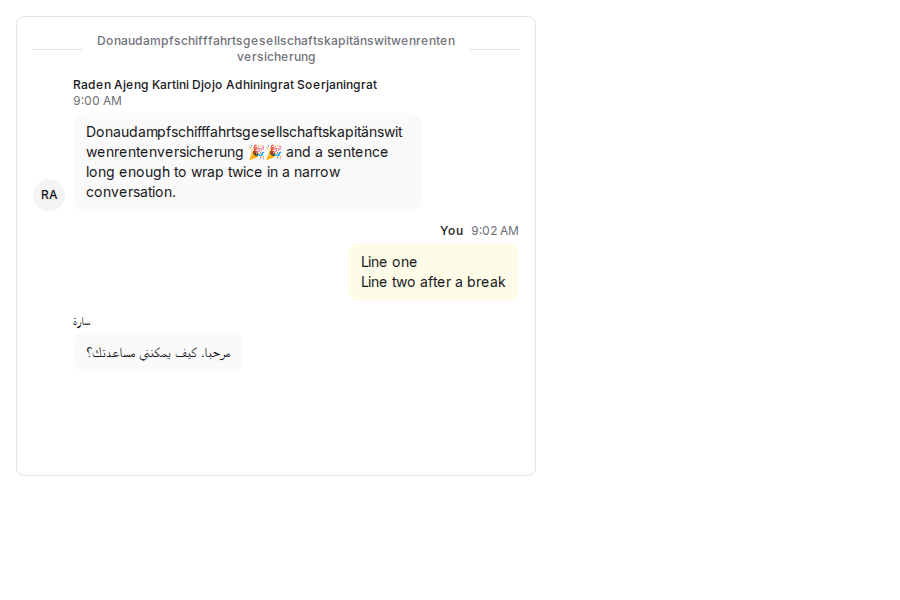 Donaudampfschifffahrtsgesellschaftskapitänswitwenrenten
versicherung
Raden Ajeng Kartini Djojo Adhiningrat Soerjaningrat
9:00 AM
Donaudampfschifffahrtsgesellschaftskapitänswit
wenrentenversicherung 🎉🎉 and a sentence
long enough to wrap twice in a narrow
conversation.
RA
You 9:02 AM
Line one
Line two after a break
سارة
مرحبا، كيف يمكنني مساعدتك؟